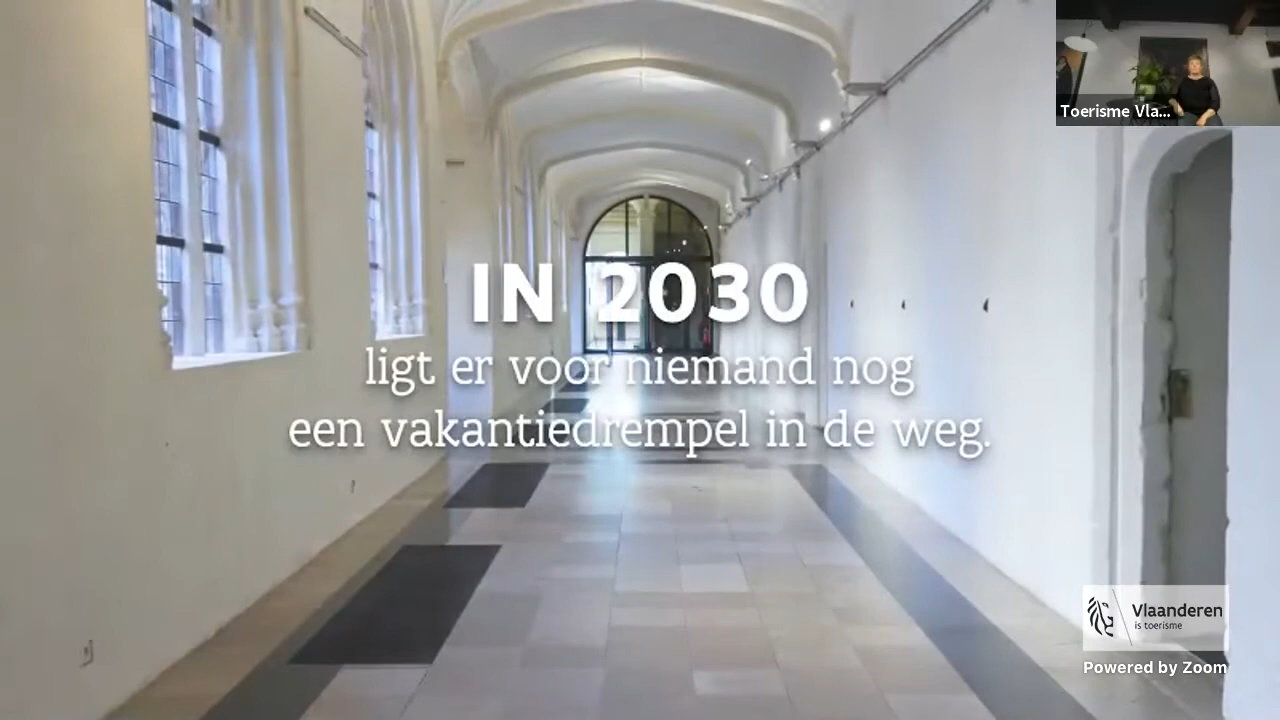 Toerisme Vla...
IN 2030
ligt er voor niemand nog
een vakantiedrempel in de weg.
Vlaanderen
is toerisme
Powered by Zoom